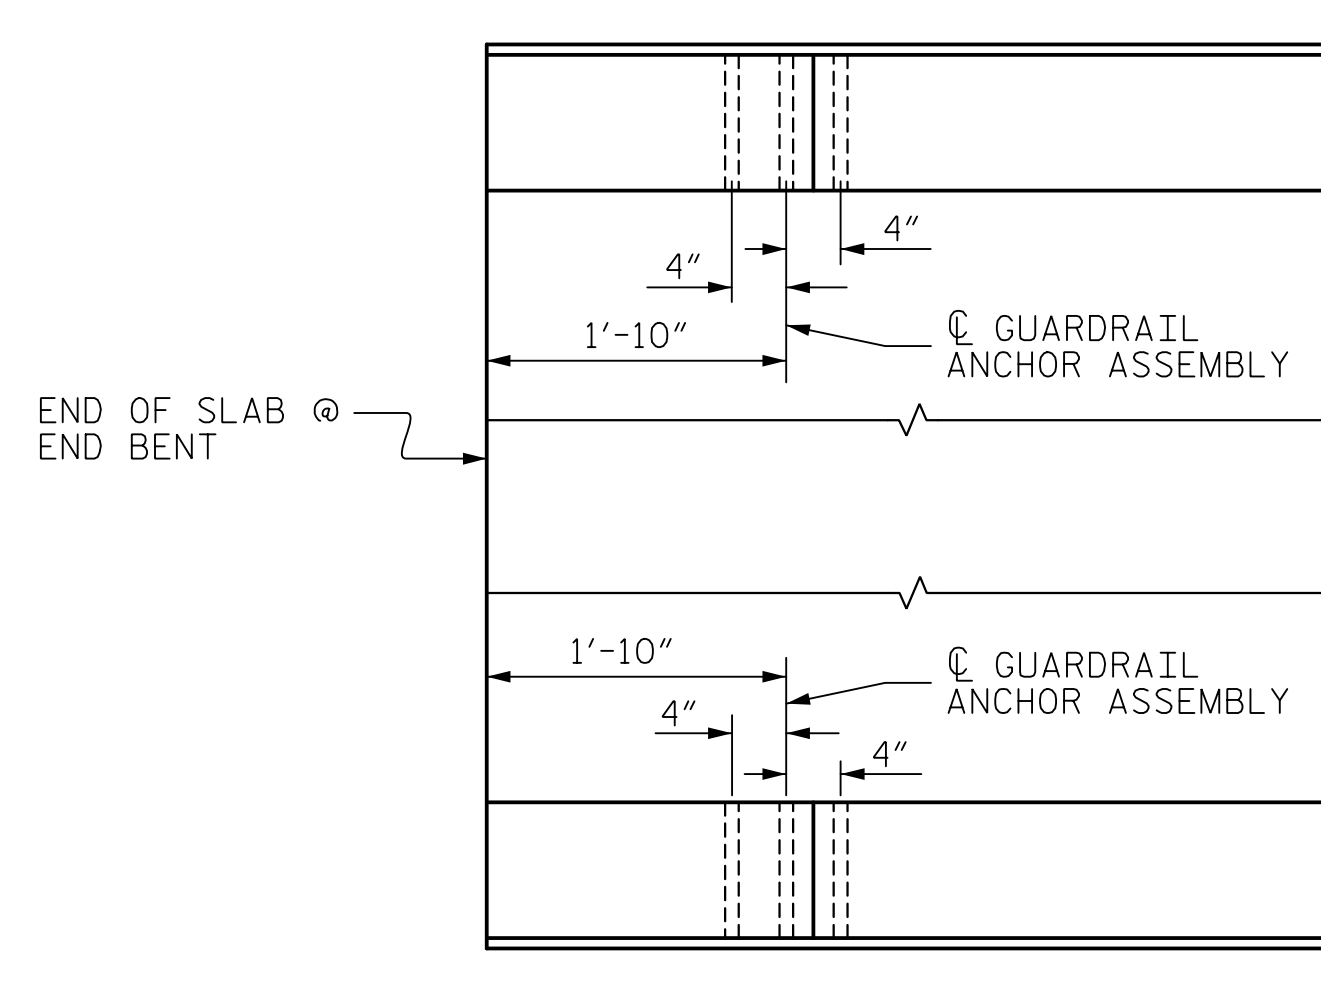 4"
4"
1'-10"
℄ GUARDRAIL
ANCHOR ASSEMBLY
END OF SLAB @
END BENT
1'-10"
℄ GUARDRAIL
ANCHOR ASSEMBLY
4"
4"